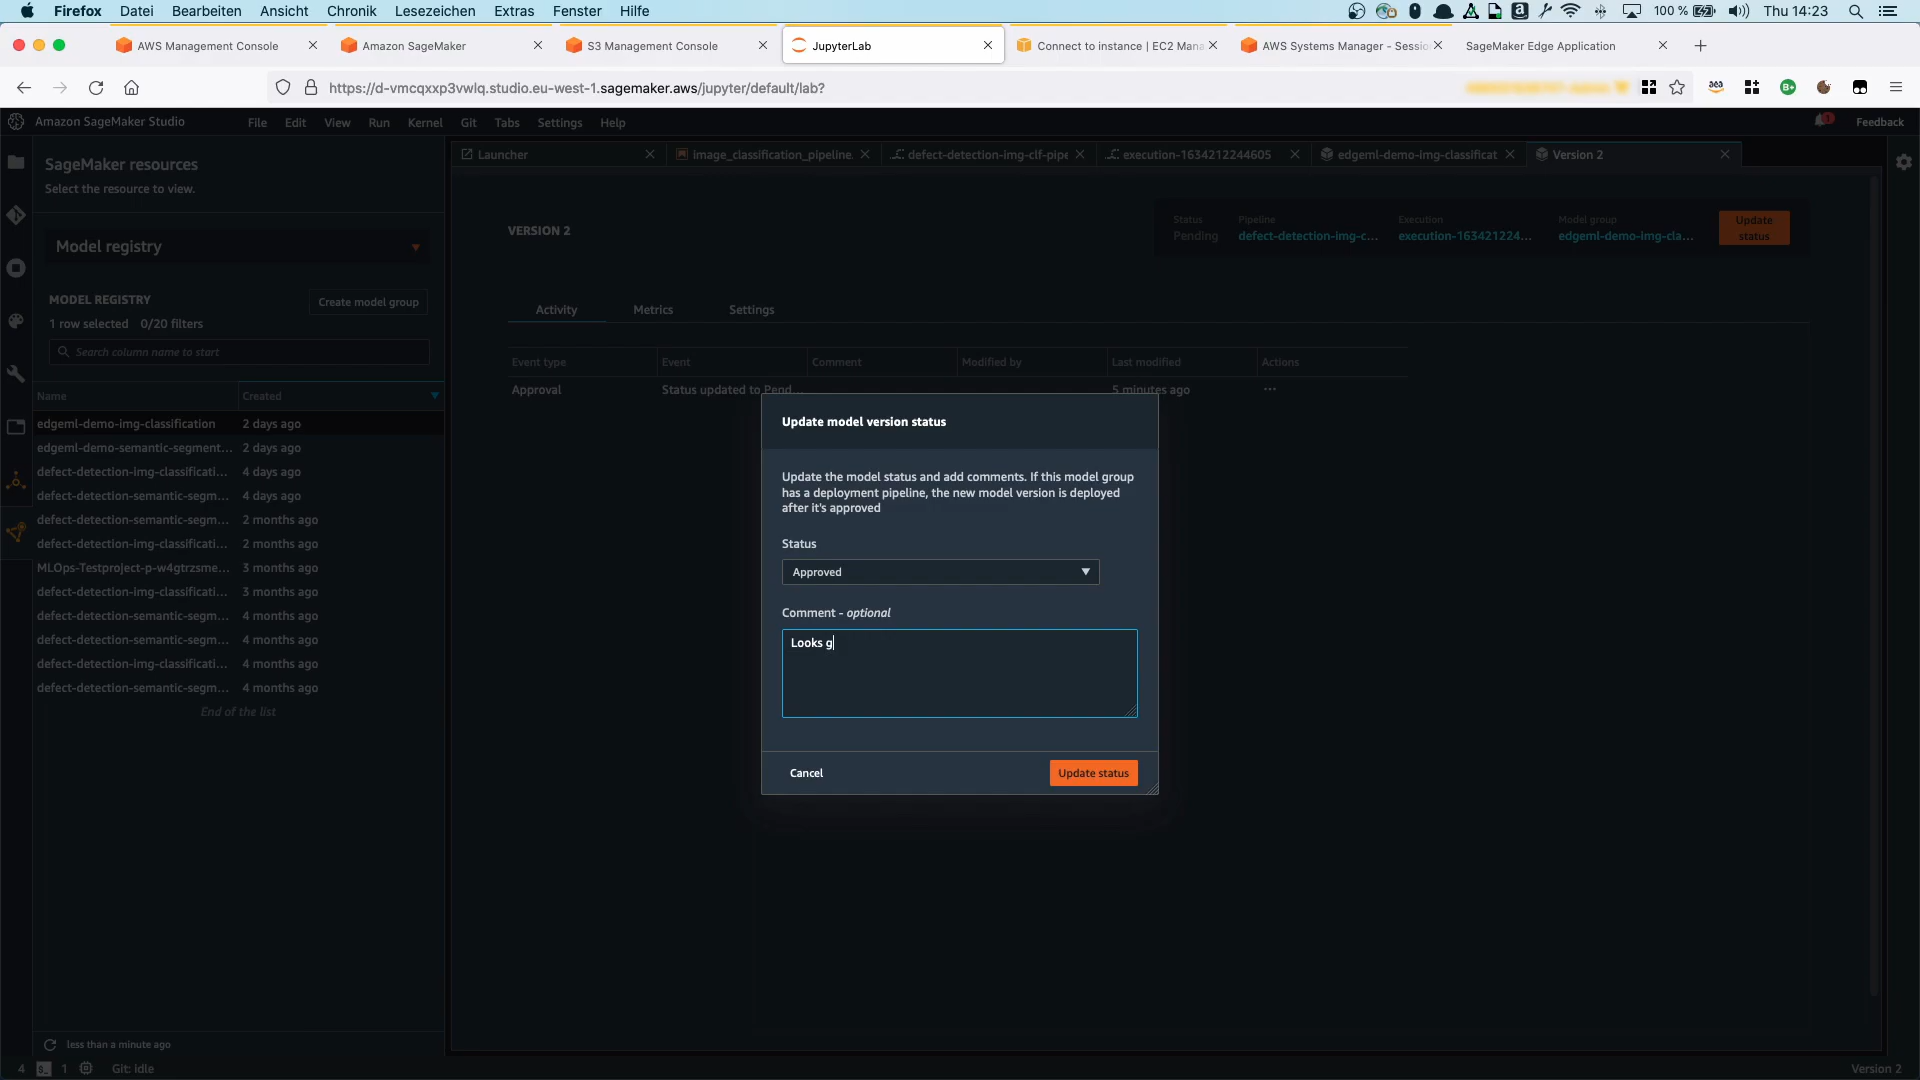 Firefox Datei Bearbeiten Ansicht Chronik Lesezeichen Extras Fenster Hilfe 100 % Thu 14:23
AWS Management Console Amazon SageMaker S3 Management Console JupyterLab Connect to instance | EC2 Mana AWS Systems Manager - Sessio SageMaker Edge Application
https://d-vmcqxxp3vwlq.studio.eu-west-1.sagemaker.aws/jupyter/default/lab?
Amazon SageMaker Studio File Edit View Run Kernel Git Tabs Settings Help 1 Feedback
SageMaker resources
Select the resource to view.
Model registry
MODEL REGISTRY
Create model group
1 row selected 0/20 filters
Search column name to start
Name Created
edgeml-demo-img-classification 2 days ago
edgeml-demo-semantic-segment... 2 days ago
defect-detection-img-classificati... 4 days ago
defect-detection-semantic-segm... 4 days ago
defect-detection-semantic-segm... 2 months ago
defect-detection-img-classificati... 2 months ago
MLOps-Testproject-p-w4gtrzsme... 3 months ago
defect-detection-img-classificati... 3 months ago
defect-detection-semantic-segm... 4 months ago
defect-detection-semantic-segm... 4 months ago
defect-detection-img-classificati... 4 months ago
defect-detection-semantic-segm... 4 months ago
End of the list
less than a minute ago
Launcher image_classification_pipeline. defect-detection-img-clf-pipe execution-1634212244605 edgeml-demo-img-classificat Version 2
VERSION 2
Status Pipeline Execution Model group
Pending defect-detection-img-c... execution-163421224... edgeml-demo-img-cla...
Update
status
Activity Metrics Settings
Event type Event Comment Modified by Last modified Actions
Approval Status updated to Pend... 5 minutes ago ...
Update model version status
Update the model status and add comments. If this model group
has a deployment pipeline, the new model version is deployed
after it's approved
Status
Approved
Comment - optional
Looks g
Cancel Update status
4 1 Git: idle Version 2